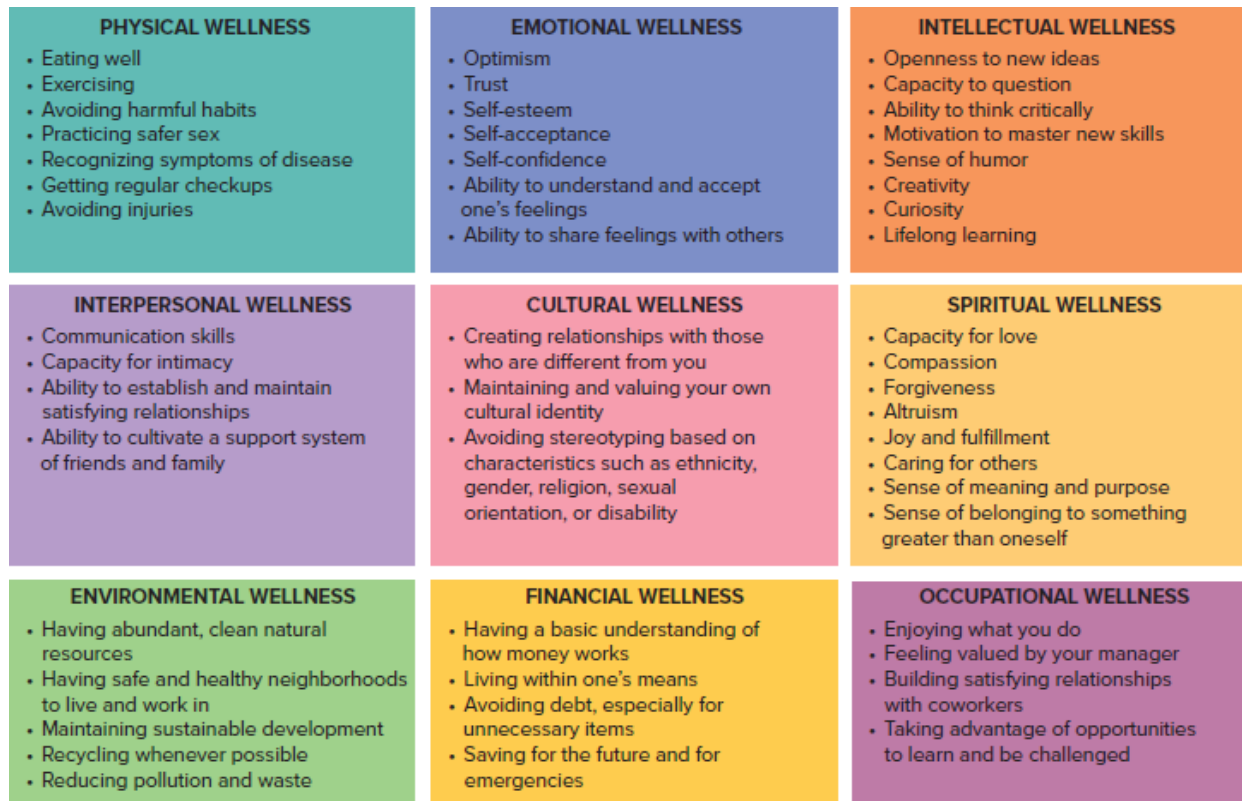 PHYSICAL WELLNESS
• Eating well
• Exercising
• Avoiding harmful habits
• Practicing safer sex
• Recognizing symptoms of disease
• Getting regular checkups
• Avoiding injuries
EMOTIONAL WELLNESS
• Optimism
• Trust
• Self-esteem
• Self-acceptance
• Self-confidence
• Ability to understand and accept
one's feelings
• Ability to share feelings with others
INTELLECTUAL WELLNESS
• Openness to new ideas
• Capacity to question
• Ability to think critically
• Motivation to master new skills
• Sense of humor
• Creativity
• Curiosity
• Lifelong learning
INTERPERSONAL WELLNESS
• Communication skills
• Capacity for intimacy
• Ability to establish and maintain
satisfying relationships
• Ability to cultivate a support system
of friends and family
CULTURAL WELLNESS
• Creating relationships with those
who are different from you
• Maintaining and valuing your own
cultural identity
• Avoiding stereotyping based on
characteristics such as ethnicity,
gender, religion, sexual
orientation, or disability
SPIRITUAL WELLNESS
• Capacity for love
• Compassion
• Forgiveness
• Altruism
• Joy and fulfillment
• Caring for others
• Sense of meaning and purpose
• Sense of belonging to something
greater than oneself
ENVIRONMENTAL WELLNESS
• Having abundant, clean natural
resources
• Having safe and healthy neighborhoods
to live and work in
• Maintaining sustainable development
• Recycling whenever possible
• Reducing pollution and waste
FINANCIAL WELLNESS
• Having a basic understanding of
how money works
• Living within one's means
• Avoiding debt, especially for
unnecessary items
• Saving for the future and for
emergencies
OCCUPATIONAL WELLNESS
• Enjoying what you do
• Feeling valued by your manager
• Building satisfying relationships
with coworkers
• Taking advantage of opportunities
to learn and be challenged